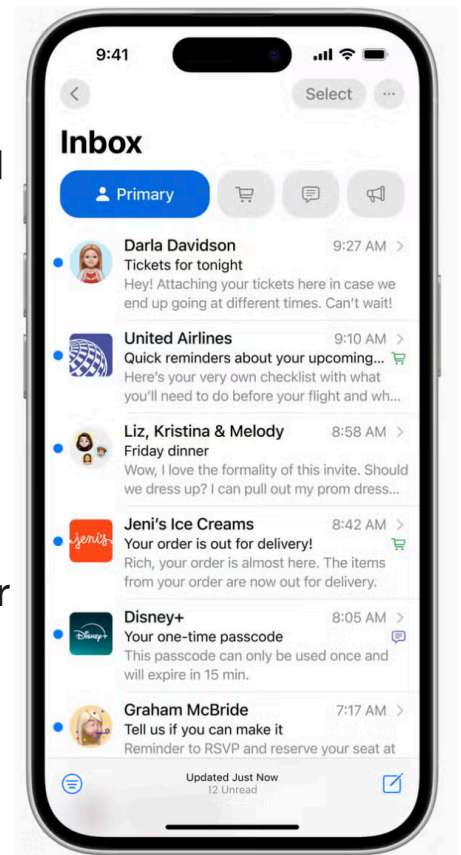 9:41
Select
Inbox
Primary
Darla Davidson 9:27 AM
Tickets for tonight
Hey! Attaching your tickets here in case we
end up going at different times. Can't wait!
United Airlines 9:10 AM
Quick reminders about your upcoming...
Here's your very own checklist with what
you'll need to do before your flight and wh...
Liz, Kristina & Melody 8:58 AM
Friday dinner
Wow, I love the formality of this invite. Should
we dress up? I can pull out my prom dress...
jeni's
Jeni's Ice Creams 8:42 AM
Your order is out for delivery!
Rich, your order is almost here. The items
from your order are now out for delivery.
r
Disney+
Disney+ 8:05 AM
Your one-time passcode
This passcode can only be used once and
will expire in 15 min.
Graham McBride 7:17 AM
Tell us if you can make it
Reminder to RSVP and reserve your seat at
Updated Just Now
12 Unread